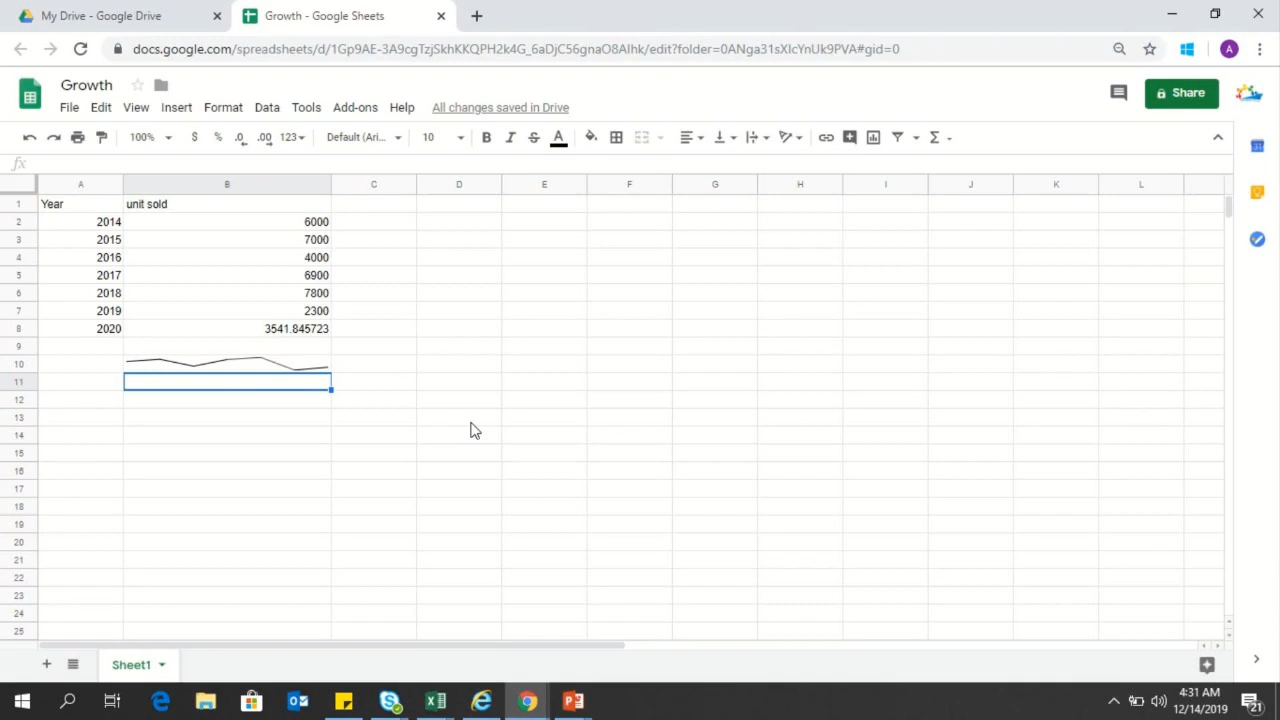 My Drive - Google Drive
Growth - Google Sheets
docs.google.com/spreadsheets/d/1Gp9AE-3A9cgTzjSkhKKQPH2k4G_6aDjC56gnaO8AIhk/edit?folder=0ANga31sXlcYnUk9PVA#gid=0
A
Growth
File Edit View Insert Format Data Tools Add-ons Help All changes saved in Drive
Share
100% $ % .0 .00 123 Default (Ari... 10 B I S A Σ
fx
A B C D E F G H I J K L
1 Year unit sold
2 2014 6000
3 2015 7000
4 2016 4000
5 2017 6900
6 2018 7800
7 2019 2300
8 2020 3541.845723
9
10
11
12
13
14
15
16
17
18
19
20
21
22
23
24
25
Sheet1
4:31 AM
12/14/2019
21